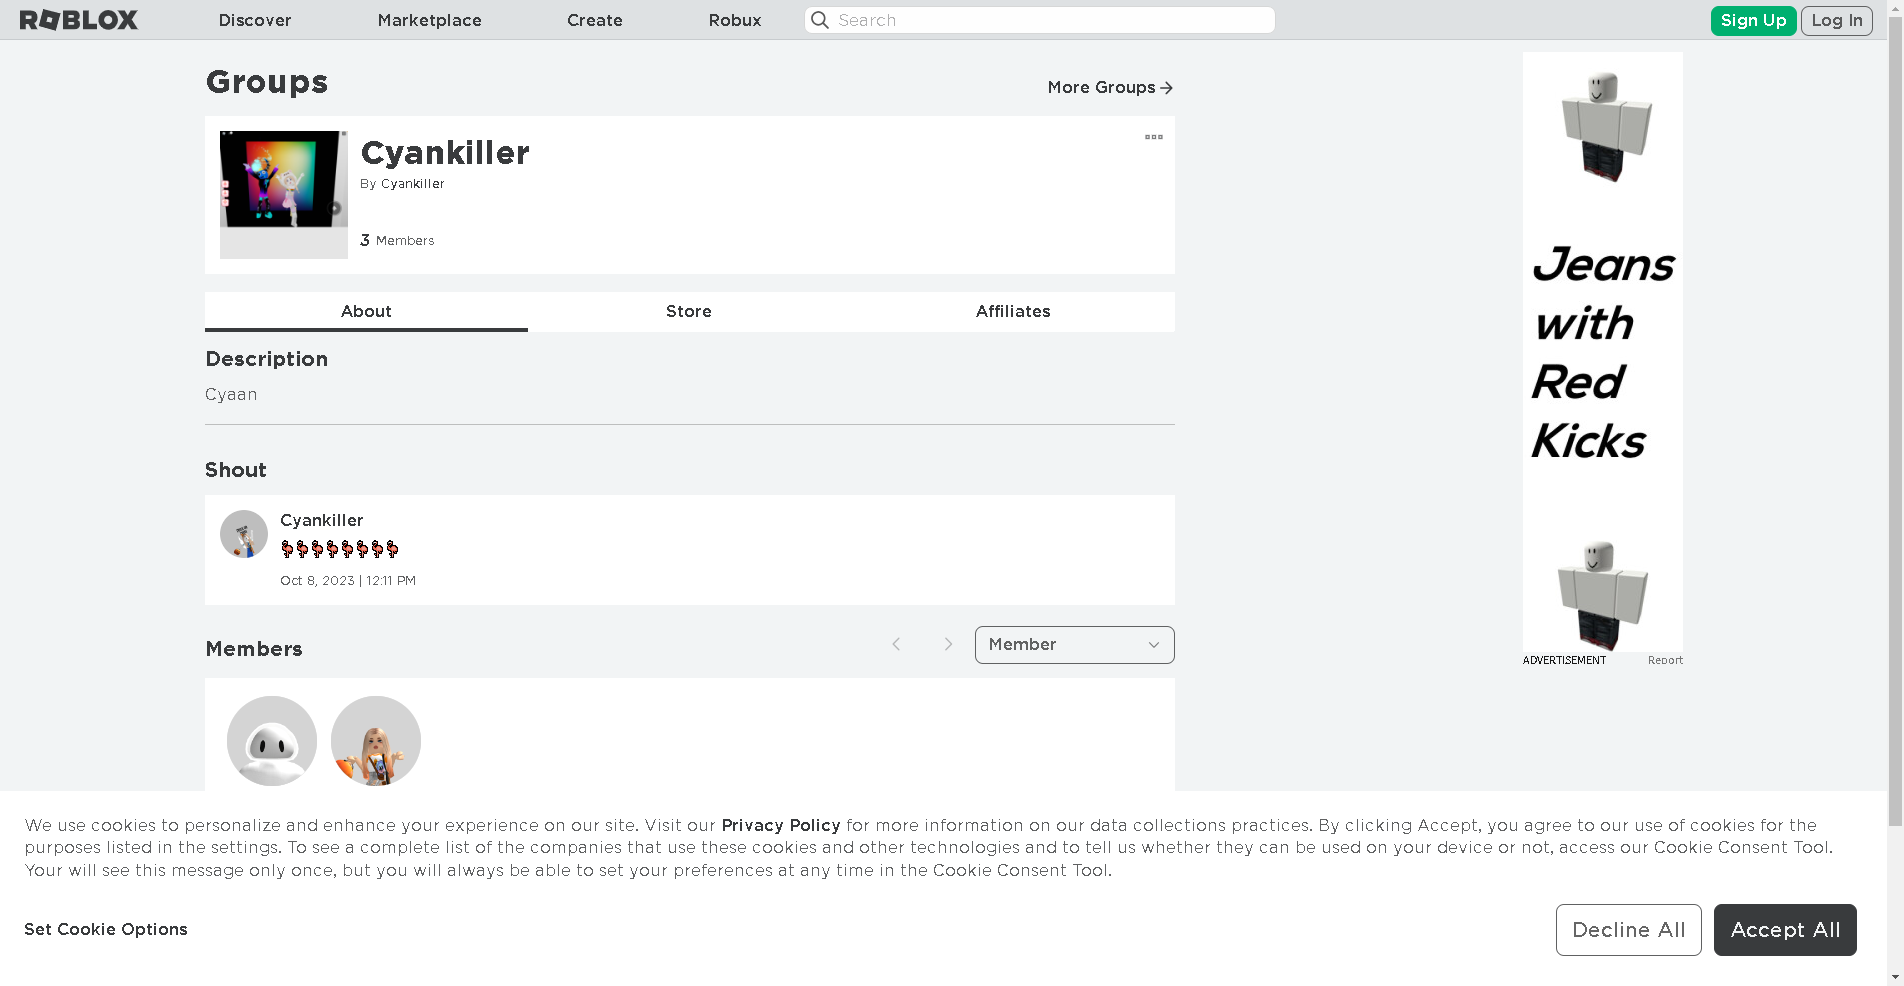 ROBLOX
Discover
Marketplace
Create
Robux
Search
Sign Up
Log In
Groups
More Groups
Cyankiller
By Cyankiller
3 Members
About
Store
Affiliates
Description
Cyaan
Shout
Cyankiller
🦩🦩🦩🦩🦩🦩🦩🦩
Oct 8, 2023 | 12:11 PM
Members
Member
Jeans
with
Red
Kicks
ADVERTISEMENT
Report
We use cookies to personalize and enhance your experience on our site. Visit our Privacy Policy for more information on our data collections practices. By clicking Accept, you agree to our use of cookies for the
purposes listed in the settings. To see a complete list of the companies that use these cookies and other technologies and to tell us whether they can be used on your device or not, access our Cookie Consent Tool.
Your will see this message only once, but you will always be able to set your preferences at any time in the Cookie Consent Tool.
Set Cookie Options
Decline All
Accept All